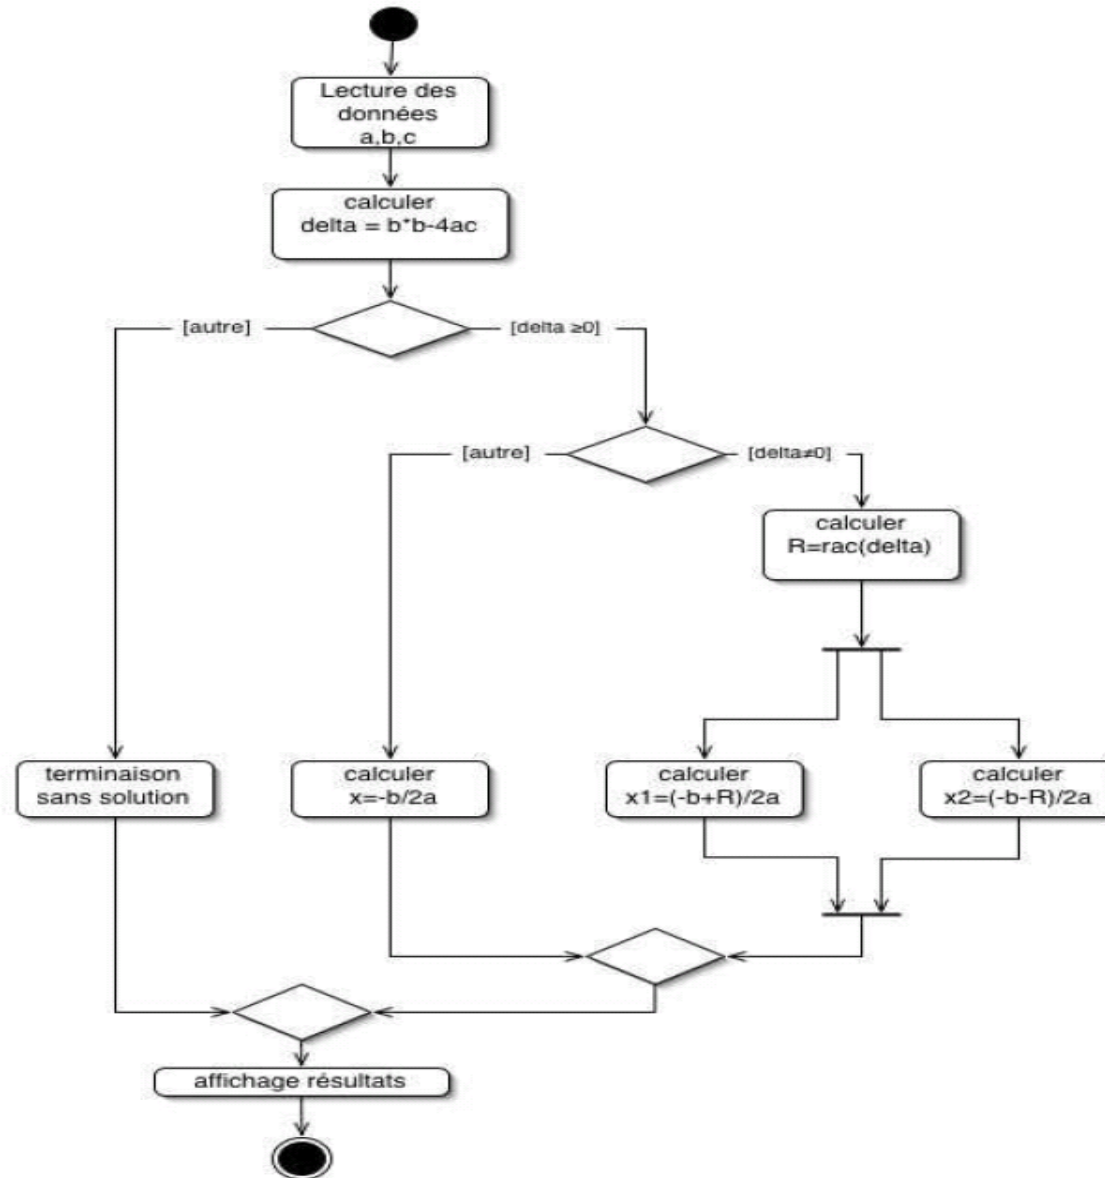 Lecture des
données
a,b,c
calculer
delta = b*b-4ac
[autre]
[delta ≥0]
[autre]
[delta≠0]
calculer
R=rac(delta)
terminaison
sans solution
calculer
x=-b/2a
calculer
x1=(-b+R)/2a
calculer
x2=(-b-R)/2a
affichage résultats